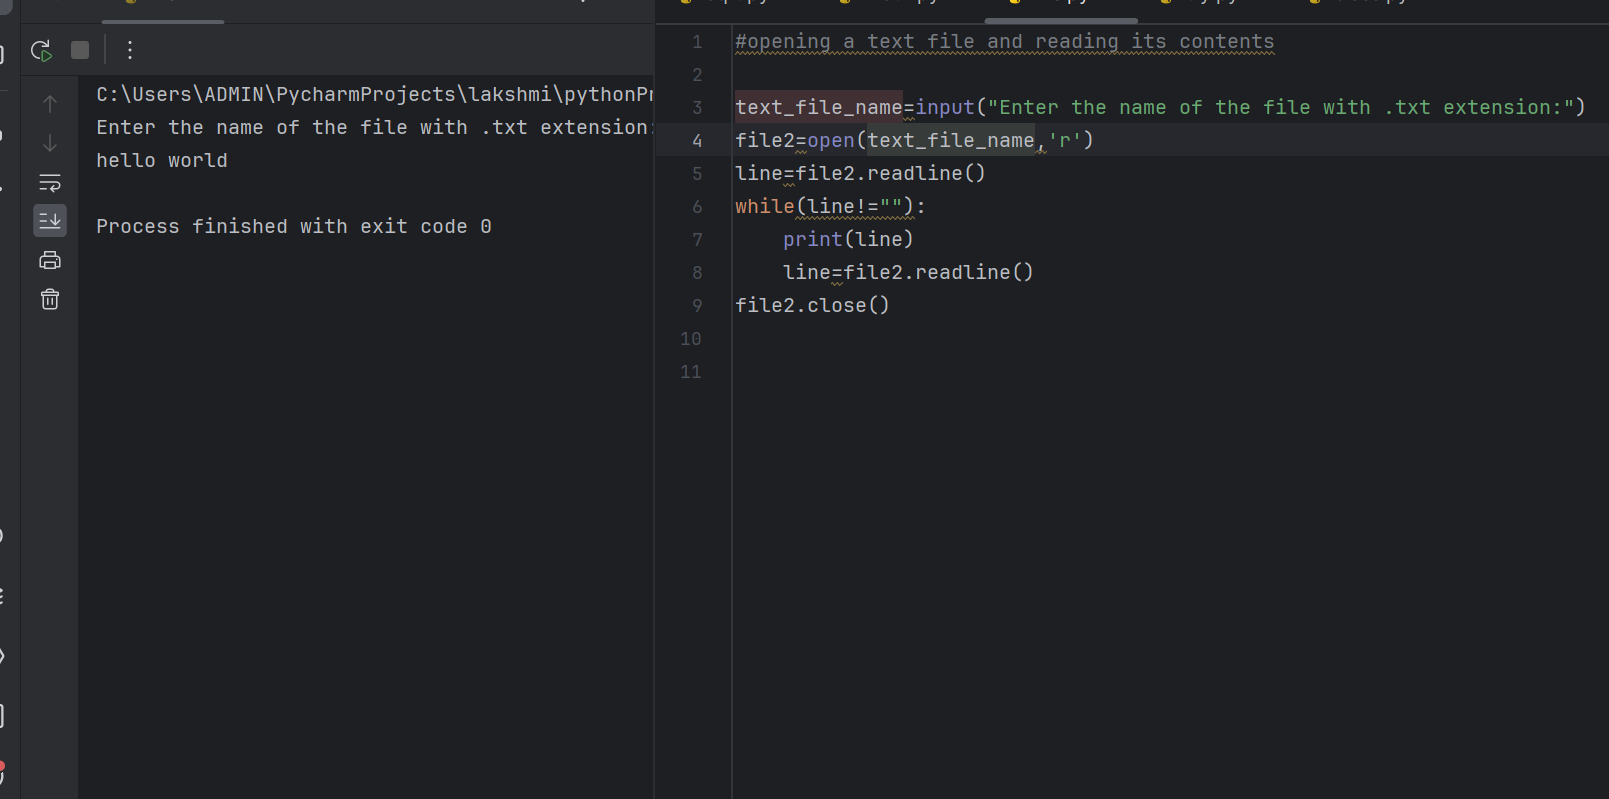 C:\Users\ADMIN\PycharmProjects\lakshmi\pythonPr
Enter the name of the file with .txt extension:
hello world
Process finished with exit code 0
1 #opening a text file and reading its contents
2
3 text_file_name=input("Enter the name of the file with .txt extension:")
4 file2=open(text_file_name,'r')
5 line=file2.readline()
6 while(line!=""):
7 print(line)
8 line=file2.readline()
9 file2.close()
10
11